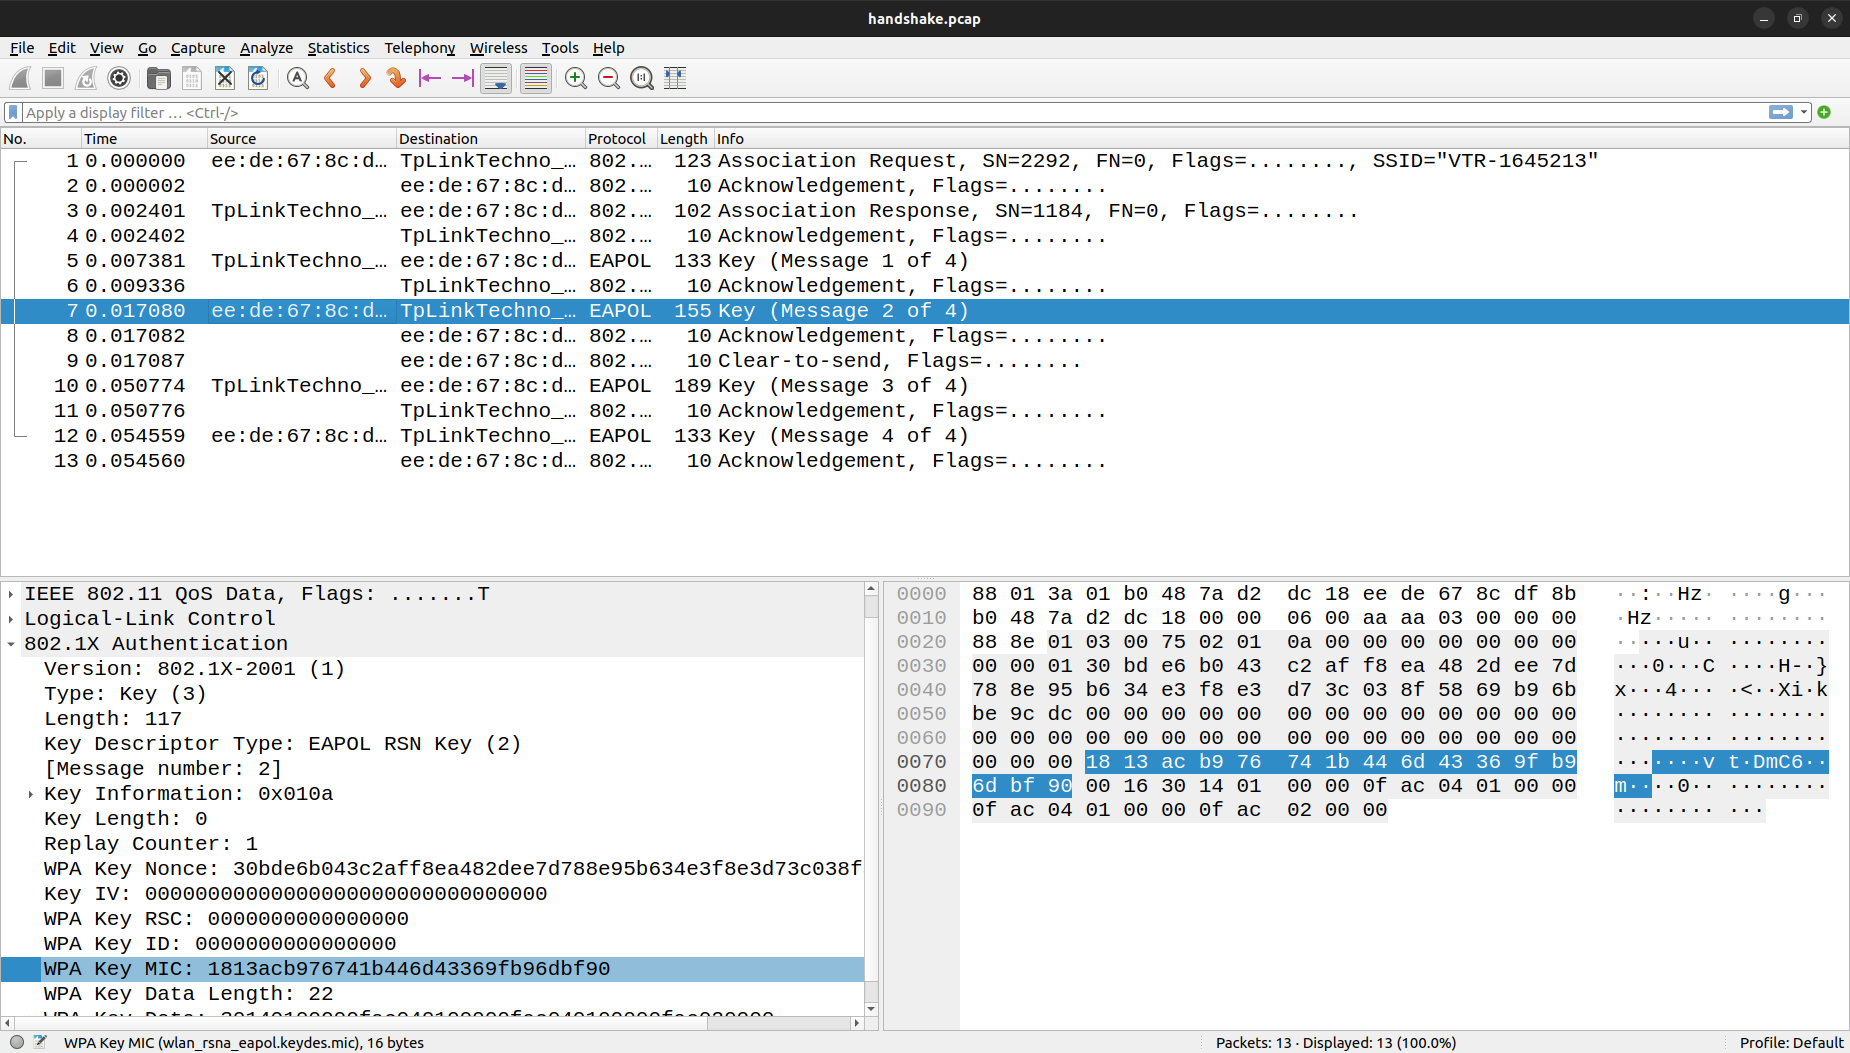 handshake.pcap
File Edit View Go Capture Analyze Statistics Telephony Wireless Tools Help
Apply a display filter … <Ctrl-/>
No. Time Source Destination Protocol Length Info
1 0.000000 ee:de:67:8c:d… TpLinkTechno_… 802.… 123 Association Request, SN=2292, FN=0, Flags=........, SSID="VTR-1645213"
2 0.000002 ee:de:67:8c:d… 802.… 10 Acknowledgement, Flags=........
3 0.002401 TpLinkTechno_… ee:de:67:8c:d… 802.… 102 Association Response, SN=1184, FN=0, Flags=........
4 0.002402 TpLinkTechno_… 802.… 10 Acknowledgement, Flags=........
5 0.007381 TpLinkTechno_… ee:de:67:8c:d… EAPOL 133 Key (Message 1 of 4)
6 0.009336 TpLinkTechno_… 802.… 10 Acknowledgement, Flags=........
7 0.017080 ee:de:67:8c:d… TpLinkTechno_… EAPOL 155 Key (Message 2 of 4)
8 0.017082 ee:de:67:8c:d… 802.… 10 Acknowledgement, Flags=........
9 0.017087 ee:de:67:8c:d… 802.… 10 Clear-to-send, Flags=........
10 0.050774 TpLinkTechno_… ee:de:67:8c:d… EAPOL 189 Key (Message 3 of 4)
11 0.050776 TpLinkTechno_… 802.… 10 Acknowledgement, Flags=........
12 0.054559 ee:de:67:8c:d… TpLinkTechno_… EAPOL 133 Key (Message 4 of 4)
13 0.054560 ee:de:67:8c:d… 802.… 10 Acknowledgement, Flags=........
IEEE 802.11 QoS Data, Flags: .......T
Logical-Link Control
802.1X Authentication
Version: 802.1X-2001 (1)
Type: Key (3)
Length: 117
Key Descriptor Type: EAPOL RSN Key (2)
[Message number: 2]
Key Information: 0x010a
Key Length: 0
Replay Counter: 1
WPA Key Nonce: 30bde6b043c2aff8ea482dee7d788e95b634e3f8e3d73c038f
Key IV: 00000000000000000000000000000000
WPA Key RSC: 0000000000000000
WPA Key ID: 0000000000000000
WPA Key MIC: 1813acb976741b446d43369fb96dbf90
WPA Key Data Length: 22
0000 88 01 3a 01 b0 48 7a d2 dc 18 ee de 67 8c df 8b ··:··Hz· ····g···
0010 b0 48 7a d2 dc 18 00 00 06 00 aa aa 03 00 00 00 ·Hz····· ········
0020 88 8e 01 03 00 75 02 01 0a 00 00 00 00 00 00 00 ·····u·· ········
0030 00 00 01 30 bd e6 b0 43 c2 af f8 ea 48 2d ee 7d ···0···C ····H-·}
0040 78 8e 95 b6 34 e3 f8 e3 d7 3c 03 8f 58 69 b9 6b x···4··· ·<··Xi·k
0050 be 9c dc 00 00 00 00 00 00 00 00 00 00 00 00 00 ········ ········
0060 00 00 00 00 00 00 00 00 00 00 00 00 00 00 00 00 ········ ········
0070 00 00 00 18 13 ac b9 76 74 1b 44 6d 43 36 9f b9 ·······v t·DmC6··
0080 6d bf 90 00 16 30 14 01 00 00 0f ac 04 01 00 00 m····0·· ········
0090 0f ac 04 01 00 00 0f ac 02 00 00 ········ ···
WPA Key MIC (wlan_rsna_eapol.keydes.mic), 16 bytes
Packets: 13 · Displayed: 13 (100.0%)
Profile: Default